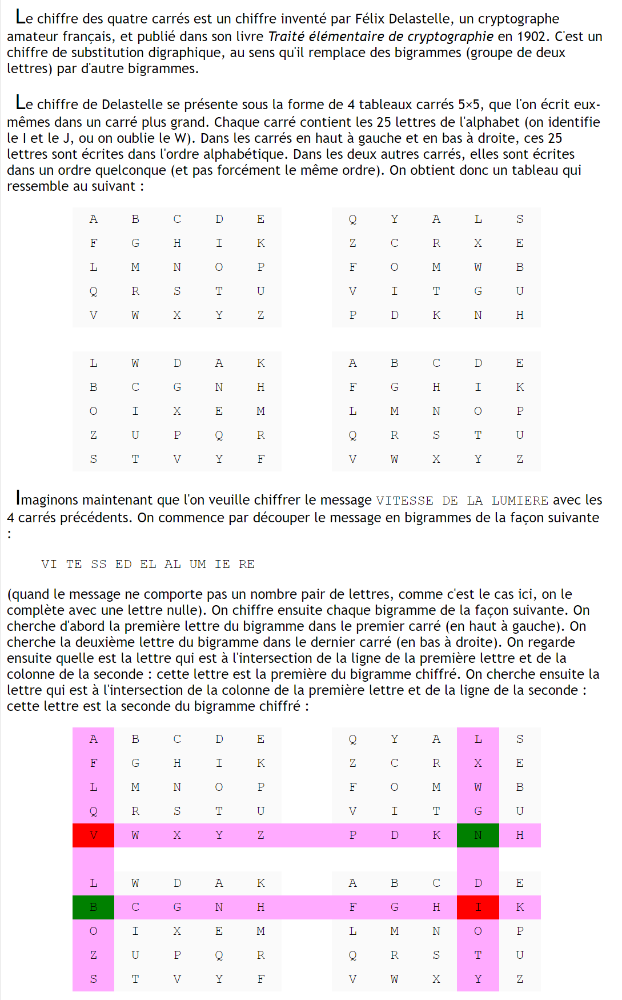 Le chiffre des quatre carrés est un chiffre inventé par Félix Delastelle, un cryptographe
amateur français, et publié dans son livre Traité élémentaire de cryptographie en 1902. C'est un
chiffre de substitution digraphique, au sens qu'il remplace des bigrammes (groupe de deux
lettres) par d'autre bigrammes.
Le chiffre de Delastelle se présente sous la forme de 4 tableaux carrés 5×5, que l'on écrit eux-
mêmes dans un carré plus grand. Chaque carré contient les 25 lettres de l'alphabet (on identifie
le I et le J, ou on oublie le W). Dans les carrés en haut à gauche et en bas à droite, ces 25
lettres sont écrites dans l'ordre alphabétique. Dans les deux autres carrés, elles sont écrites
dans un ordre quelconque (et pas forcément le même ordre). On obtient donc un tableau qui
ressemble au suivant :
A B C D E Q Y A L S
F G H I K Z C R X E
L M N O P F O M W B
Q R S T U V I T G U
V W X Y Z P D K N H
L W D A K A B C D E
B C G N H F G H I K
O I X E M L M N O P
Z U P Q R Q R S T U
S T V Y F V W X Y Z
Imaginons maintenant que l'on veuille chiffrer le message VITESSE DE LA LUMIERE avec les
4 carrés précédents. On commence par découper le message en bigrammes de la façon suivante
:
VI TE SS ED EL AL UM IE RE
(quand le message ne comporte pas un nombre pair de lettres, comme c'est le cas ici, on le
complète avec une lettre nulle). On chiffre ensuite chaque bigramme de la façon suivante. On
cherche d'abord la première lettre du bigramme dans le premier carré (en haut à gauche). On
cherche la deuxième lettre du bigramme dans le dernier carré (en bas à droite). On regarde
ensuite quelle est la lettre qui est à l'intersection de la ligne de la première lettre et de la
colonne de la seconde : cette lettre est la première du bigramme chiffré. On cherche ensuite la
lettre qui est à l'intersection de la colonne de la première lettre et de la ligne de la seconde :
cette lettre est la seconde du bigramme chiffré :
A B C D E Q Y A L S
F G H I K Z C R X E
L M N O P F O M W B
Q R S T U V I T G U
V W X Y Z P D K N H
L W D A K A B C D E
B C G N H F G H I K
O I X E M L M N O P
Z U P Q R Q R S T U
S T V Y F V W X Y Z